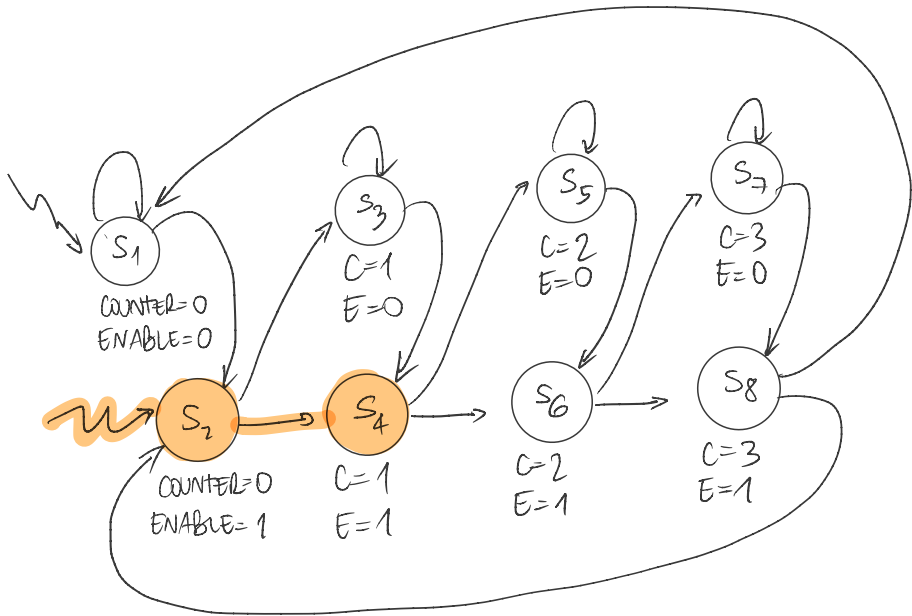 S1
COUNTER=0
ENABLE=0
S3
C=1
E=0
S5
C=2
E=0
S7
C=3
E=0
S2
COUNTER=0
ENABLE=1
S4
C=1
E=1
S6
C=2
E=1
S8
C=3
E=1